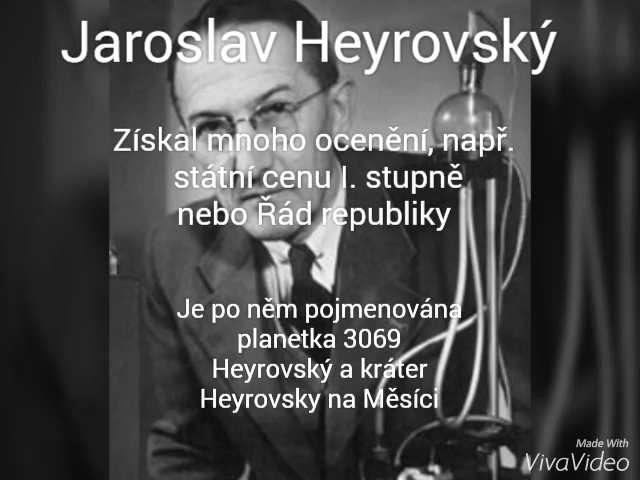 Jaroslav Heyrovský
Získal mnoho ocenění, např.
státní cenu I. stupně
nebo Řád republiky
Je po něm pojmenována
planetka 3069
Heyrovský a kráter
Heyrovsky na Měsíci
Made With
VivaVideo